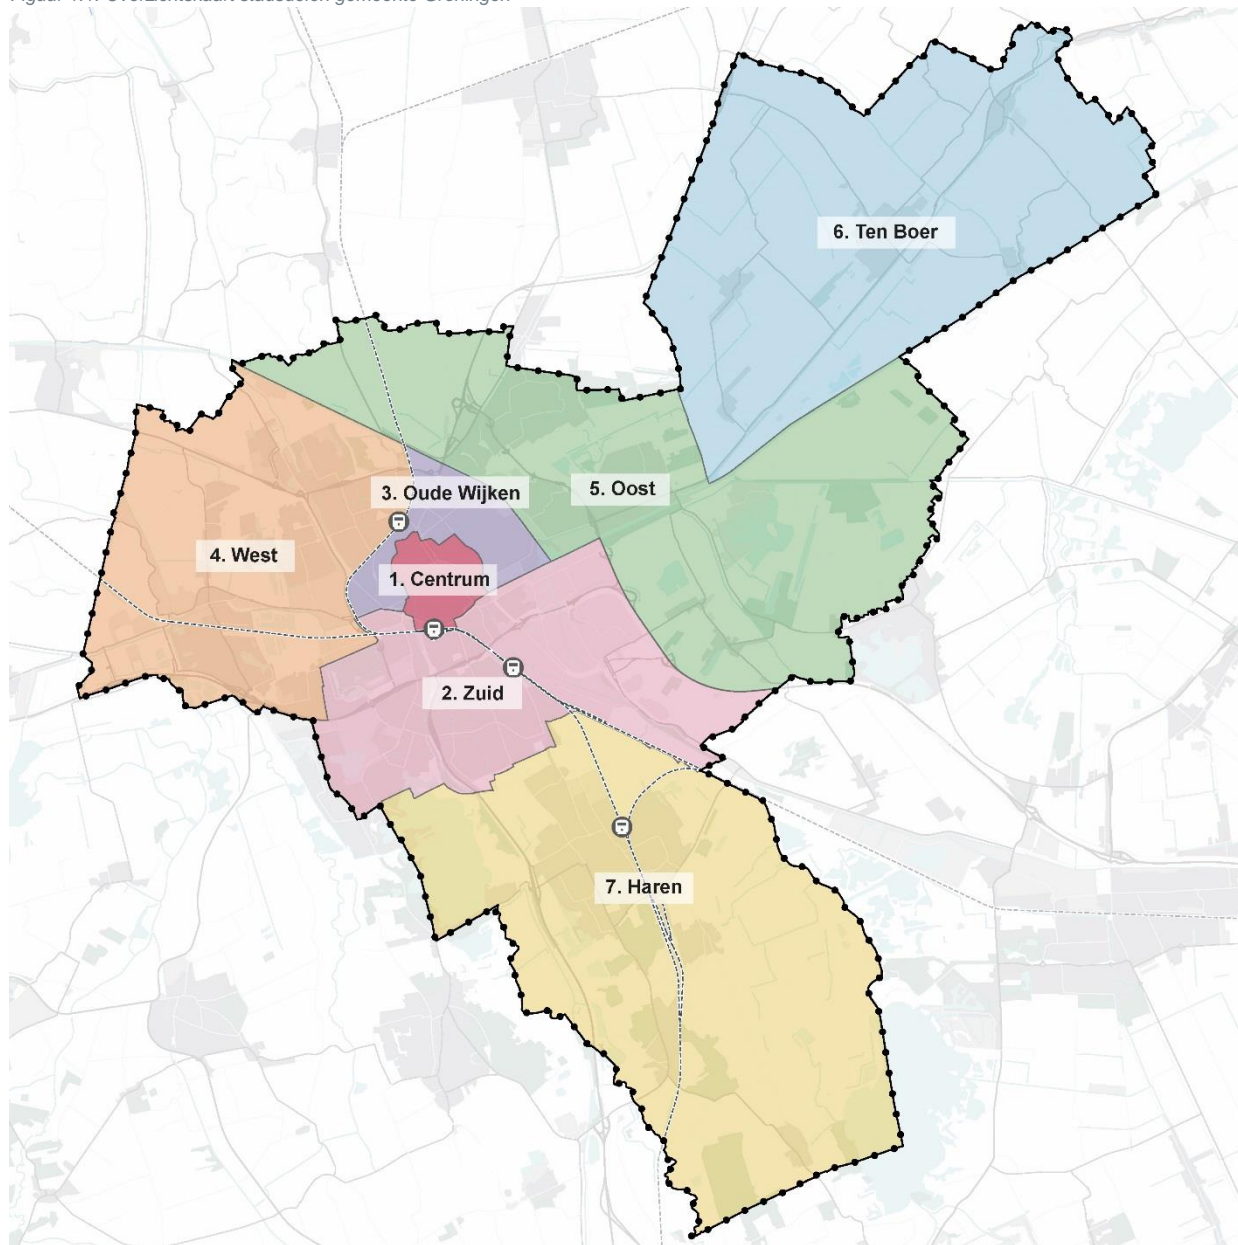 6. Ten Boer
3. Oude Wijken
5. Oost
4. West
1. Centrum
2. Zuid
7. Haren